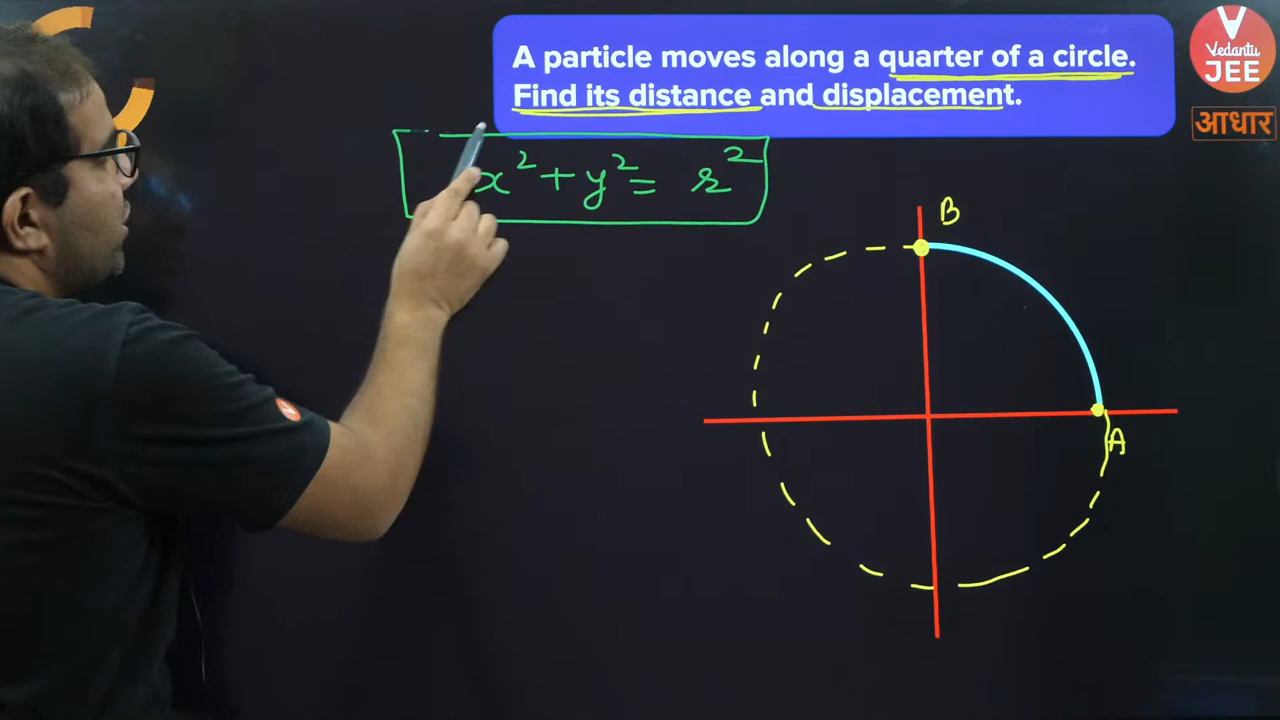 A particle moves along a quarter of a circle.
Find its distance and displacement.
Vedantu
JEE
आधार
x² + y² = r²
B
A